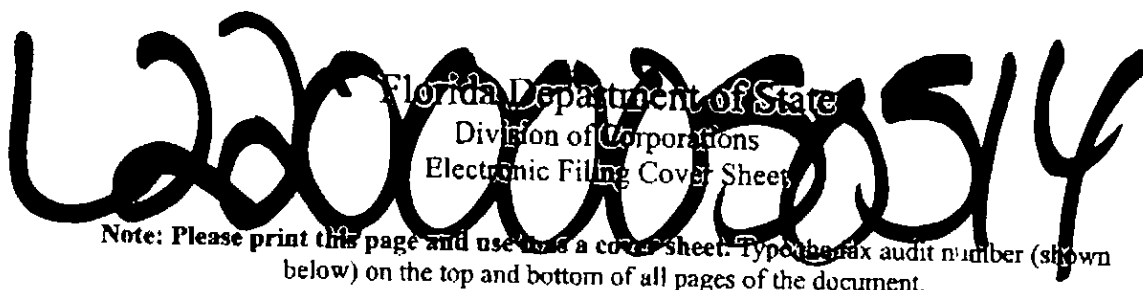 Florida Department of State
Division of Corporations
Electronic Filing Cover Sheet
Note: Please print this page and use it as a cover sheet. Type the fax audit number (shown
below) on the top and bottom of all pages of the document.